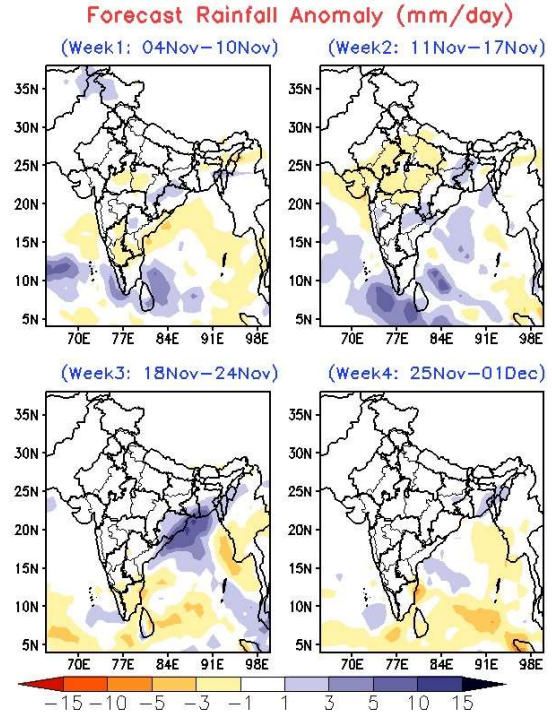 Forecast Rainfall Anomaly (mm/day)
(Week1: 04Nov–10Nov)
(Week2: 11Nov–17Nov)
35N
30N
25N
20N
15N
10N
5N
70E 77E 84E 91E 98E
35N
30N
25N
20N
15N
10N
5N
70E 77E 84E 91E 98E
(Week3: 18Nov–24Nov)
(Week4: 25Nov–01Dec)
35N
30N
25N
20N
15N
10N
5N
70E 77E 84E 91E 98E
35N
30N
25N
20N
15N
10N
5N
70E 77E 84E 91E 98E
−15 −10 −5 −3 −1 1 3 5 10 15